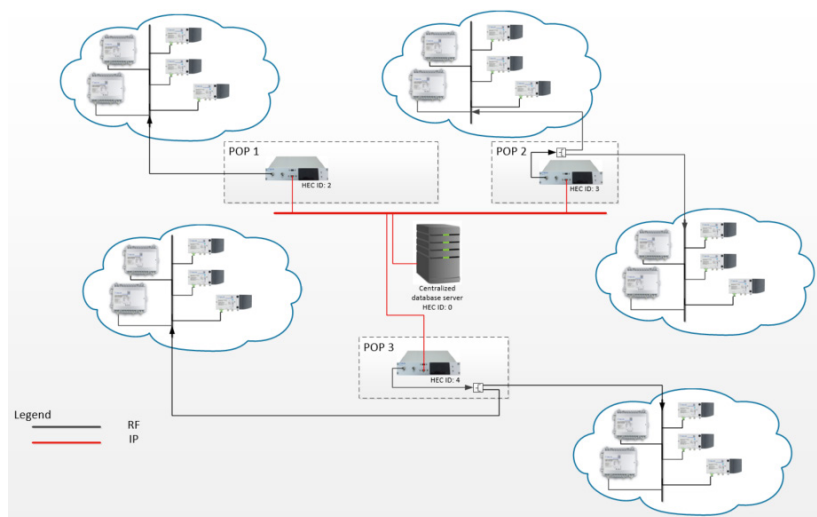 POP 1
HEC ID: 2
POP 2
HEC ID: 3
Centralized
database server
HEC ID: 0
POP 3
HEC ID: 4
Legend
RF
IP